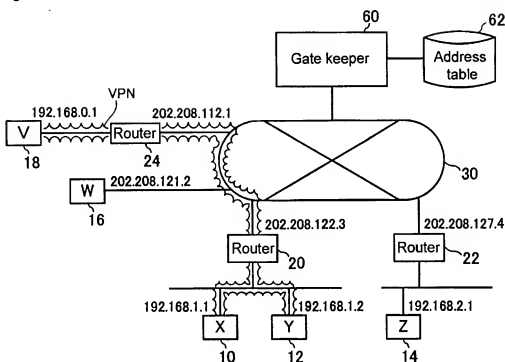 60
62
Gate keeper
Address
table
VPN
192.168.0.1
202.208.112.1
V
Router
18
24
30
202.208.121.2
W
16
202.208.122.3
202.208.127.4
Router
20
Router
22
192.168.1.1
192.168.1.2
192.168.2.1
X
Y
Z
10
12
14